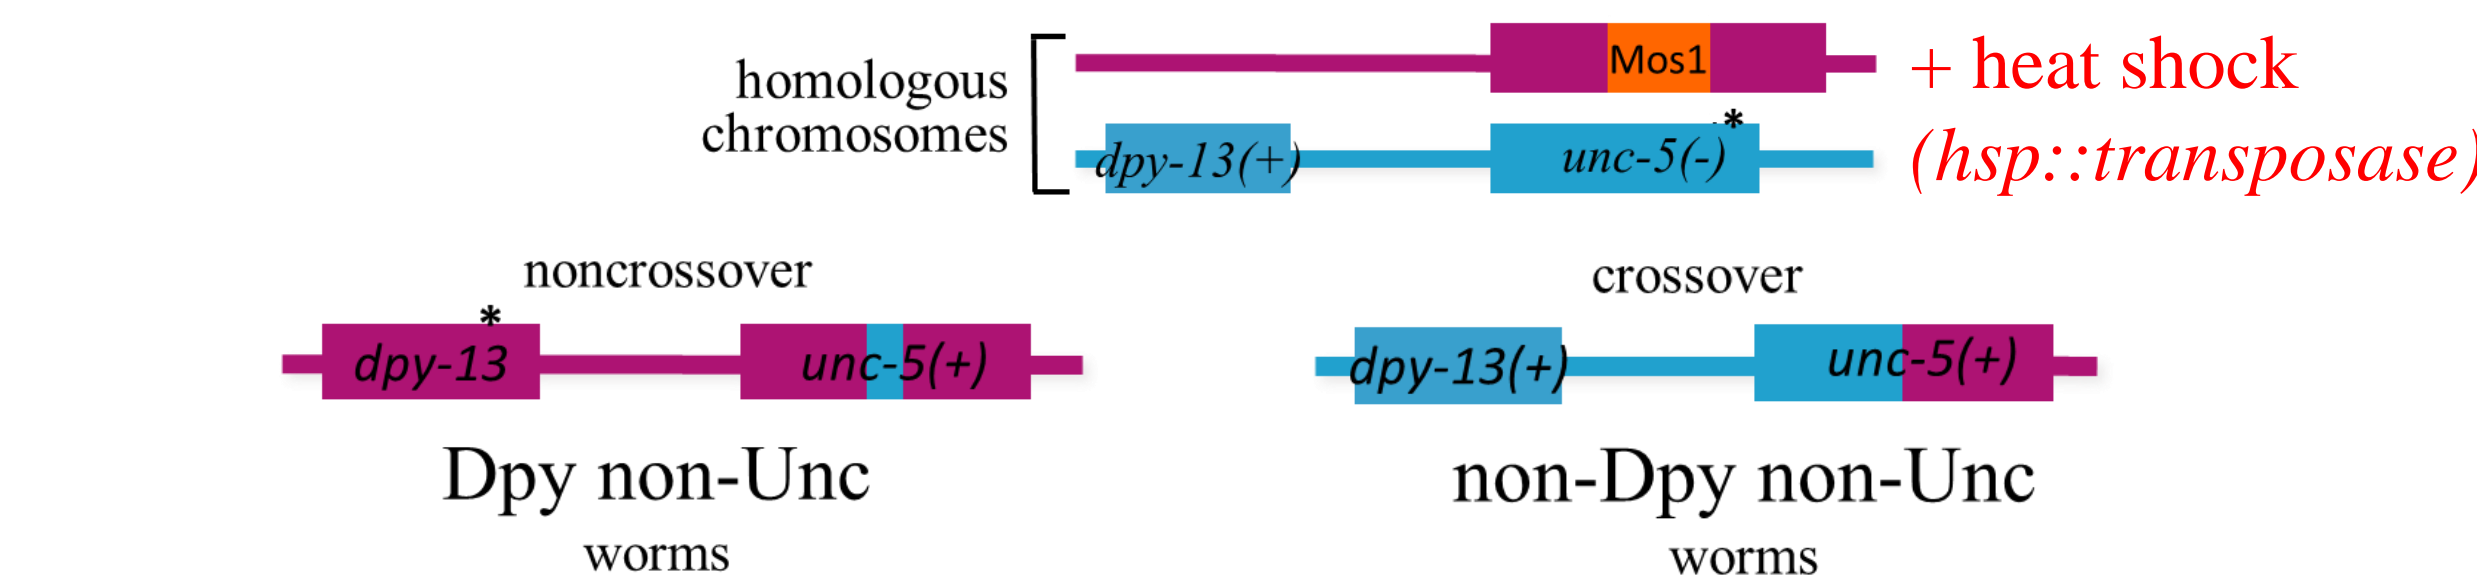 homologous
chromosomes
Mos1
*
dpy-13(+)
unc-5(-)
+ heat shock
(hsp::transposase)
noncrossover
*
dpy-13
unc-5(+)
Dpy non-Unc
worms
crossover
dpy-13(+)
unc-5(+)
non-Dpy non-Unc
worms